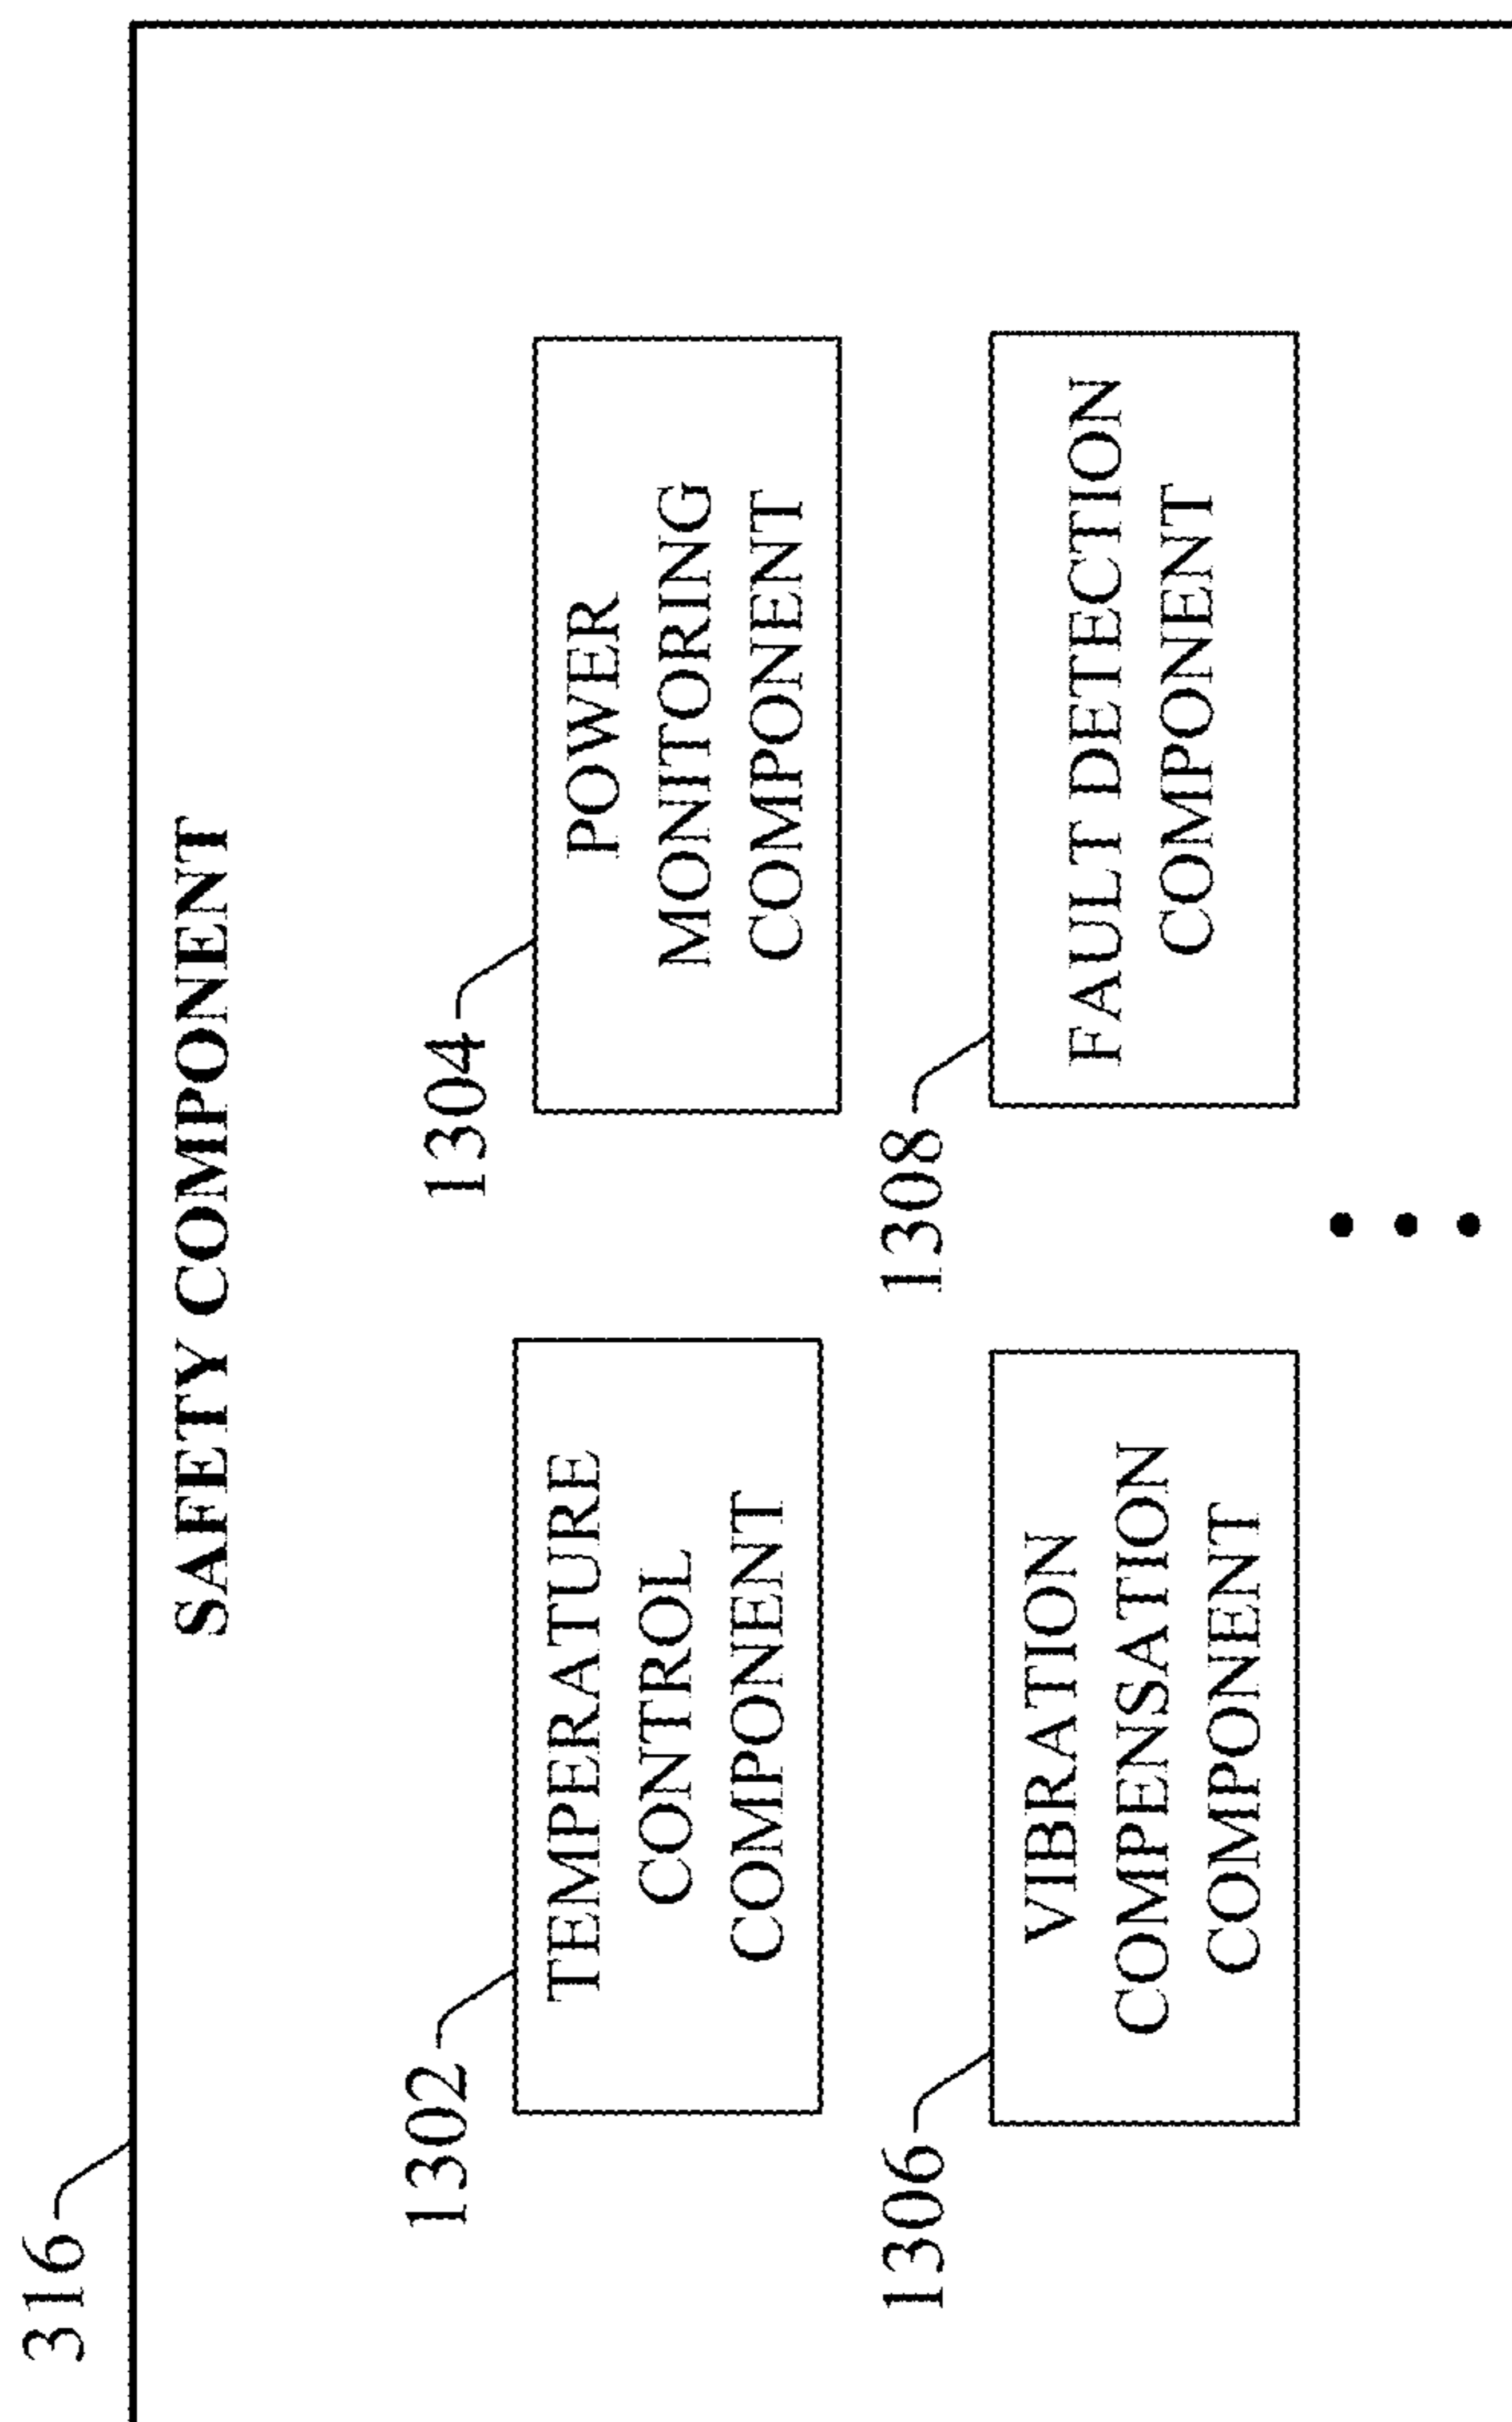 316
SAFETY COMPONENT
1302
TEMPERATURE
CONTROL
COMPONENT
1304
POWER
MONITORING
COMPONENT
1306
VIBRATION
COMPENSATION
COMPONENT
1308
FAULT DETECTION
COMPONENT